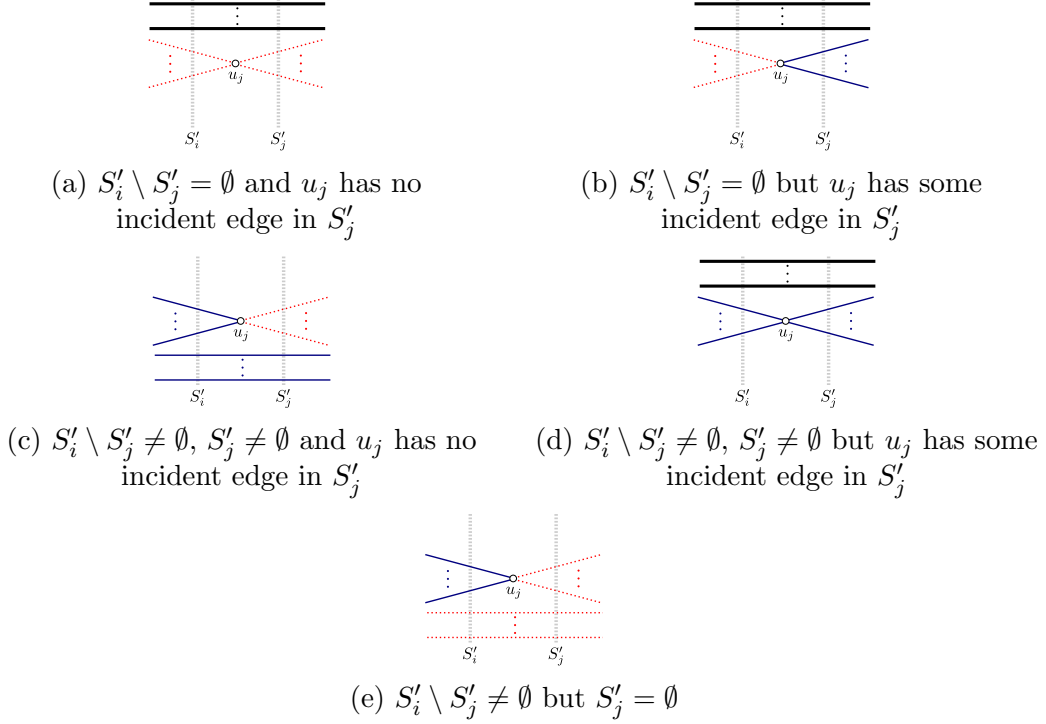 u_j
S'_i S'_j
u_j
S'_i S'_j
(a) S'_i \ S'_j = ∅ and u_j has no
incident edge in S'_j
(b) S'_i \ S'_j = ∅ but u_j has some
incident edge in S'_j
u_j
S'_i S'_j
u_j
S'_i S'_j
(c) S'_i \ S'_j ≠ ∅, S'_j ≠ ∅ and u_j has no
incident edge in S'_j
(d) S'_i \ S'_j ≠ ∅, S'_j ≠ ∅ but u_j has some
incident edge in S'_j
u_j
S'_i S'_j
(e) S'_i \ S'_j ≠ ∅ but S'_j = ∅